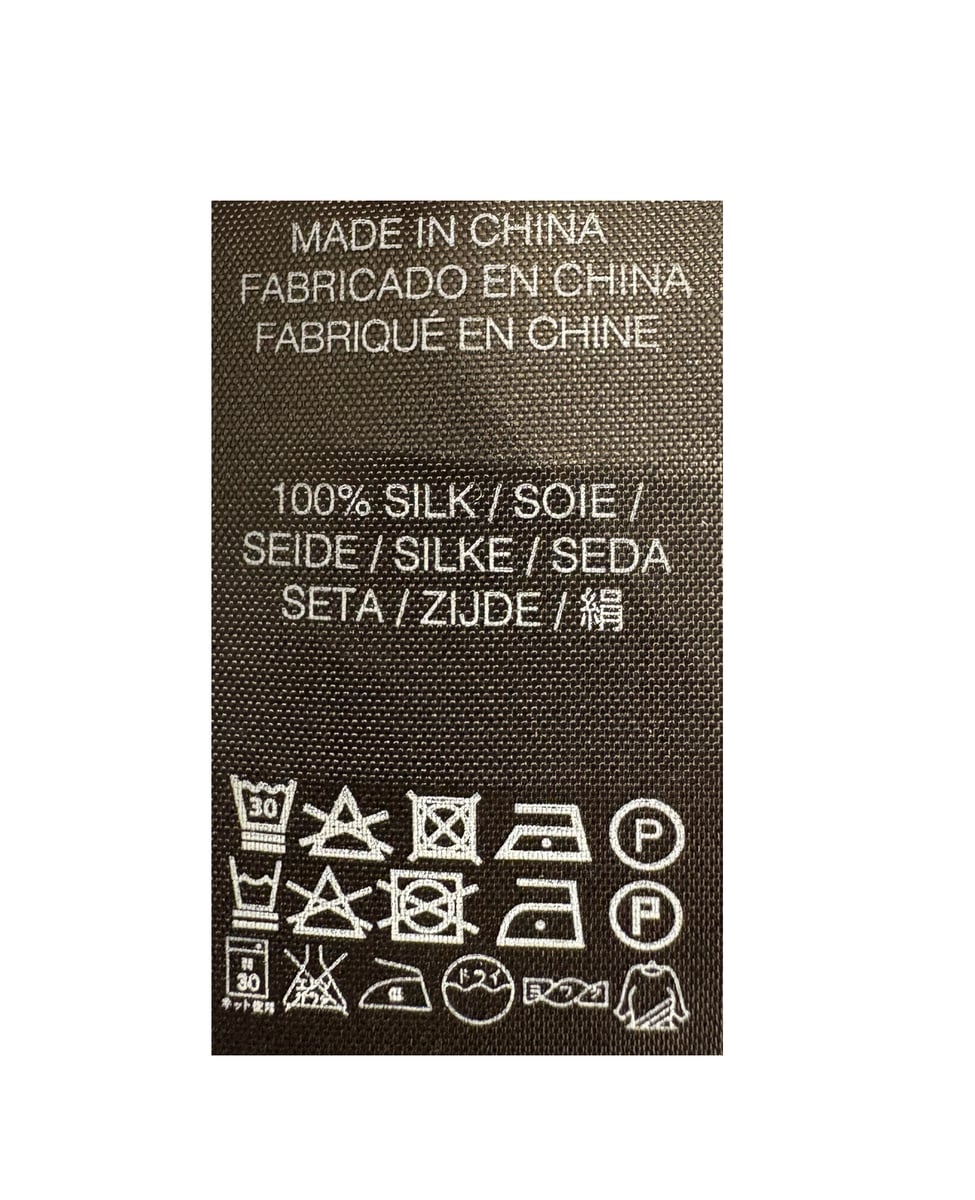 MADE IN CHINA
FABRICADO EN CHINA
FABRIQUÉ EN CHINE
100% SILK / SOIE /
SEIDE / SILKE / SEDA
SETA / ZIJDE / 絹
30 P
P
30 ドライ
ネット使用